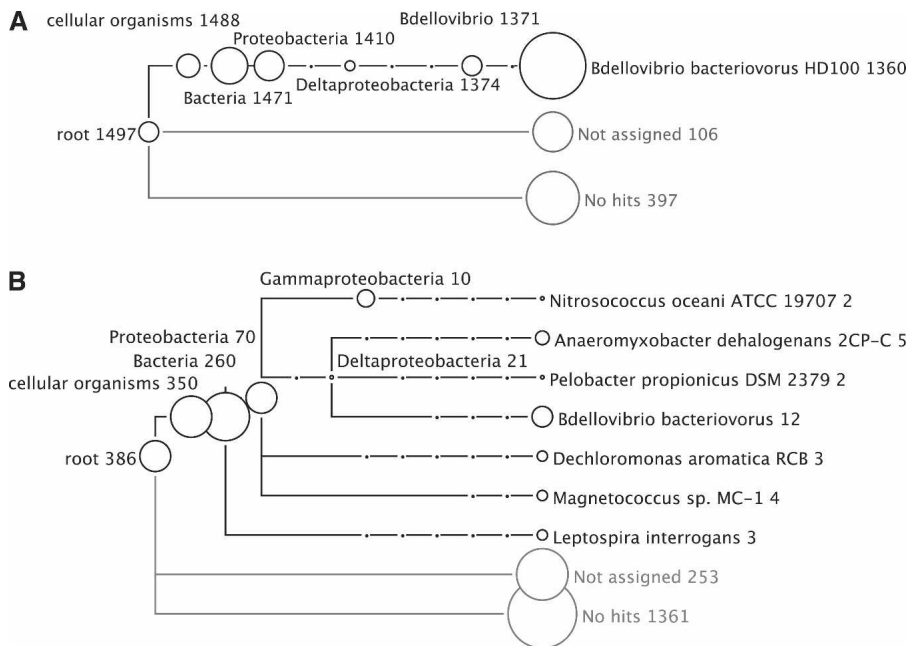 A
cellular organisms 1488
Bdellovibrio 1371
Proteobacteria 1410
Bdellovibrio bacteriovorus HD100 1360
Deltaproteobacteria 1374
Bacteria 1471
root 1497
Not assigned 106
No hits 397
B
Gammaproteobacteria 10
Nitrosococcus oceani ATCC 19707 2
Proteobacteria 70
Anaeromyxobacter dehalogenans 2CP-C 5
Bacteria 260
Deltaproteobacteria 21
cellular organisms 350
Pelobacter propionicus DSM 2379 2
Bdellovibrio bacteriovorus 12
root 386
Dechloromonas aromatica RCB 3
Magnetococcus sp. MC-1 4
Leptospira interrogans 3
Not assigned 253
No hits 1361